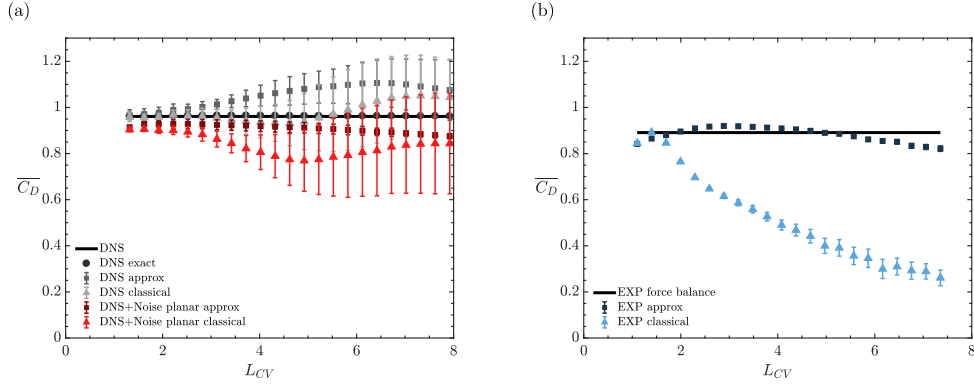 (a)
1.2
1
0.8
0.6
0.4
0.2
0
0
2
4
6
8
C_D
L_CV
DNS
DNS exact
DNS approx
DNS classical
DNS+Noise planar approx
DNS+Noise planar classical
(b)
1.2
1
0.8
0.6
0.4
0.2
0
0
2
4
6
8
C_D
L_CV
EXP force balance
EXP approx
EXP classical